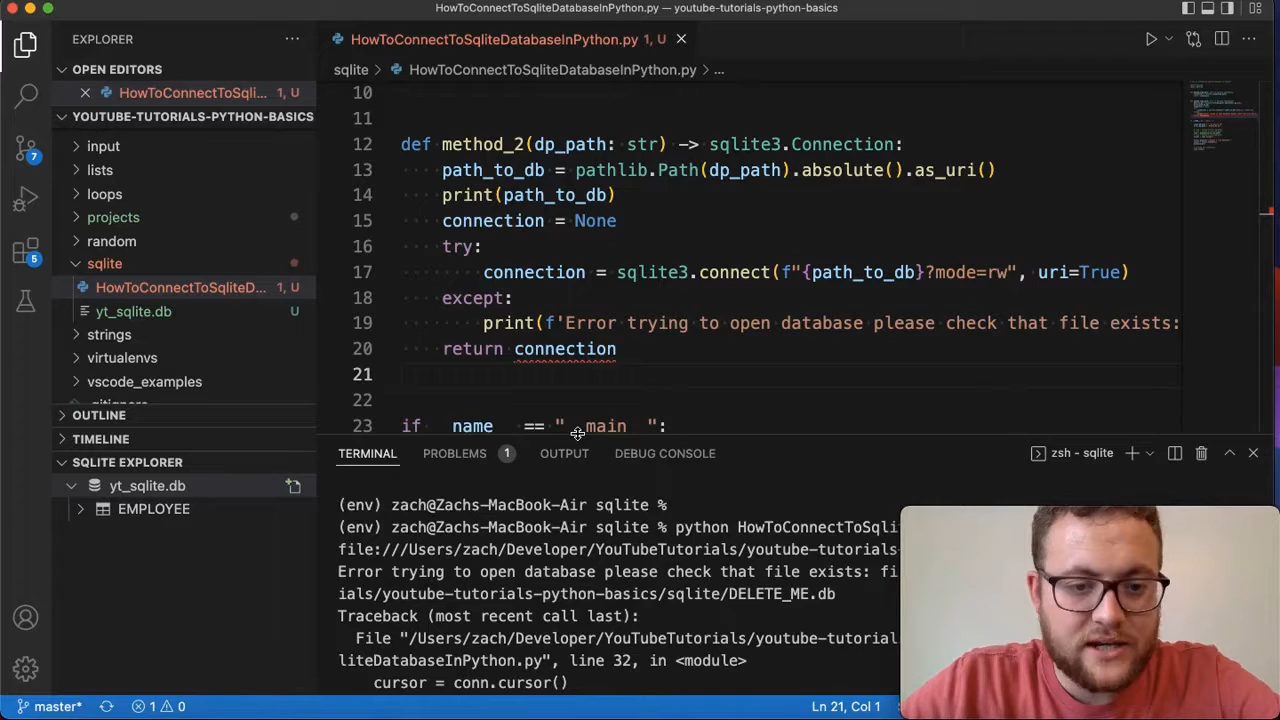 HowToConnectToSqliteDatabaseInPython.py — youtube-tutorials-python-basics
EXPLORER
HowToConnectToSqliteDatabaseInPython.py 1, U
OPEN EDITORS
HowToConnectToSqli... 1, U
YOUTUBE-TUTORIALS-PYTHON-BASICS
input
lists
loops
projects
random
sqlite
HowToConnectToSqliteD... 1, U
yt_sqlite.db U
strings
virtualenvs
vscode_examples
.gitignore
OUTLINE
TIMELINE
SQLITE EXPLORER
yt_sqlite.db
EMPLOYEE
7
5
sqlite > HowToConnectToSqliteDatabaseInPython.py > ...
10
11
12 def method_2(dp_path: str) -> sqlite3.Connection:
13 path_to_db = pathlib.Path(dp_path).absolute().as_uri()
14 print(path_to_db)
15 connection = None
16 try:
17 connection = sqlite3.connect(f"{path_to_db}?mode=rw", uri=True)
18 except:
19 print(f'Error trying to open database please check that file exists:
20 return connection
21
22
23 if __name__ == "__main__":
TERMINAL PROBLEMS 1 OUTPUT DEBUG CONSOLE zsh - sqlite
(env) zach@Zachs-MacBook-Air sqlite %
(env) zach@Zachs-MacBook-Air sqlite % python HowToConnectToSqli
file:///Users/zach/Developer/YouTubeTutorials/youtube-tutorials-
Error trying to open database please check that file exists: fi
ials/youtube-tutorials-python-basics/sqlite/DELETE_ME.db
Traceback (most recent call last):
File "/Users/zach/Developer/YouTubeTutorials/youtube-tutorial
liteDatabaseInPython.py", line 32, in <module>
cursor = conn.cursor()
master* 1 0 Ln 21, Col 1